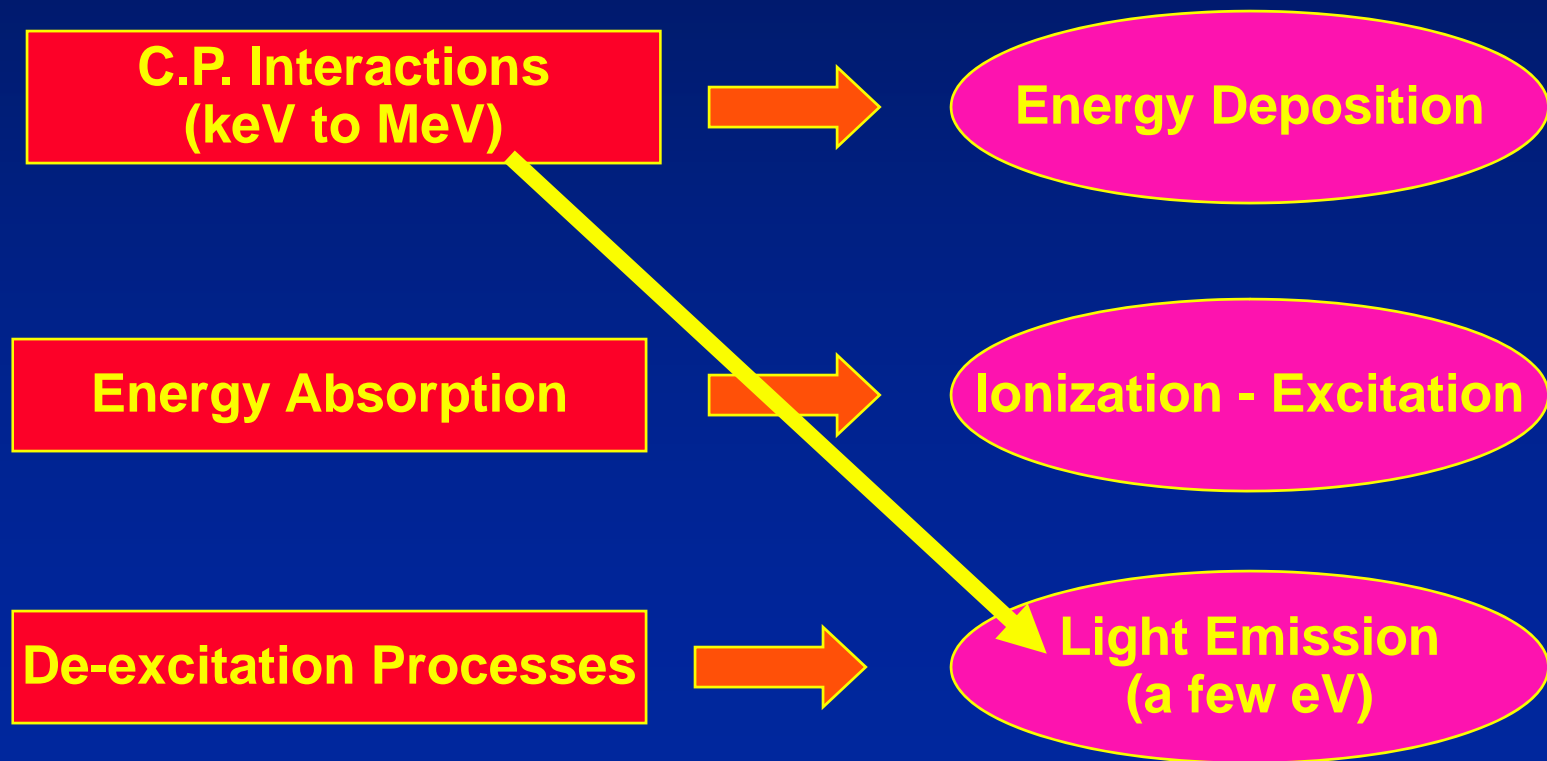 C.P. Interactions
(keV to MeV)
Energy Deposition
Energy Absorption
Ionization - Excitation
De-excitation Processes
Light Emission
(a few eV)